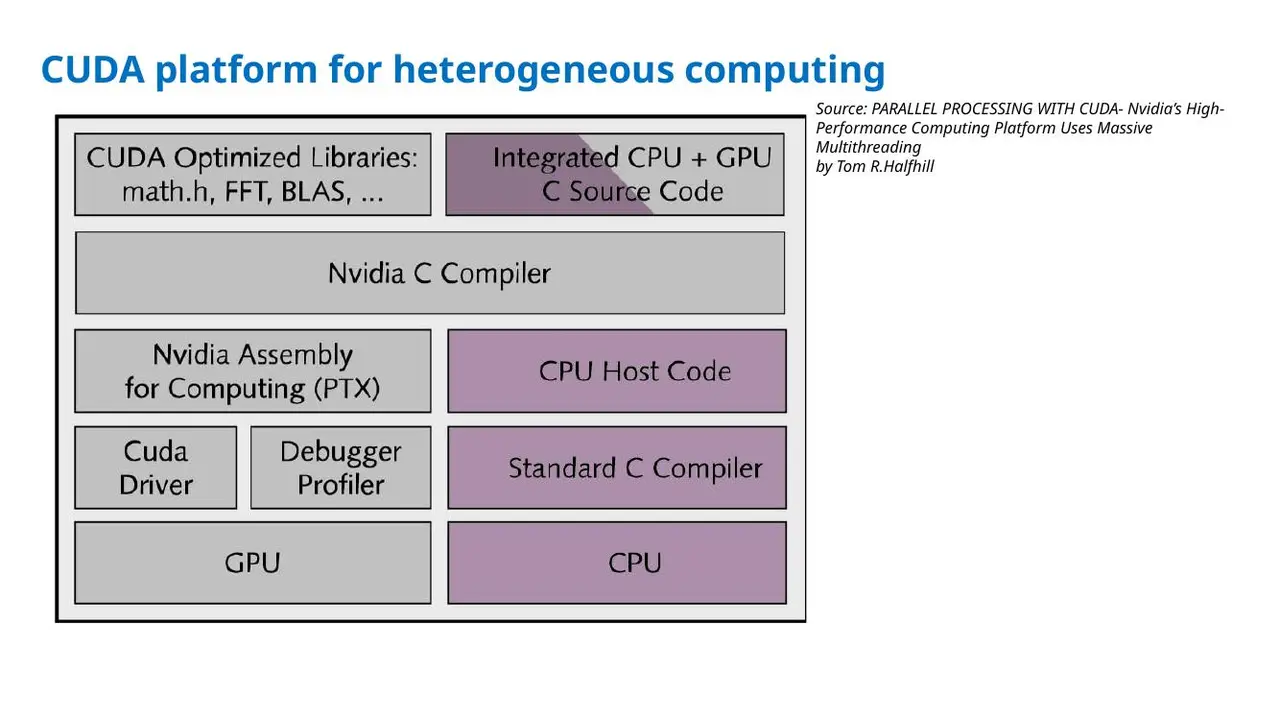 CUDA platform for heterogeneous computing
Source: PARALLEL PROCESSING WITH CUDA- Nvidia’s High-
Performance Computing Platform Uses Massive
Multithreading
by Tom R.Halfhill
CUDA Optimized Libraries:
math.h, FFT, BLAS, ...
Integrated CPU + GPU
C Source Code
Nvidia C Compiler
Nvidia Assembly
for Computing (PTX)
CPU Host Code
Cuda
Driver
Debugger
Profiler
Standard C Compiler
GPU
CPU